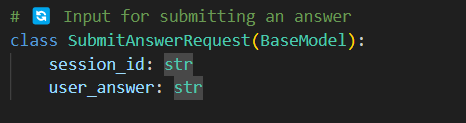 # 🔄 Input for submitting an answer
class SubmitAnswerRequest(BaseModel):
    session_id: str
    user_answer: str